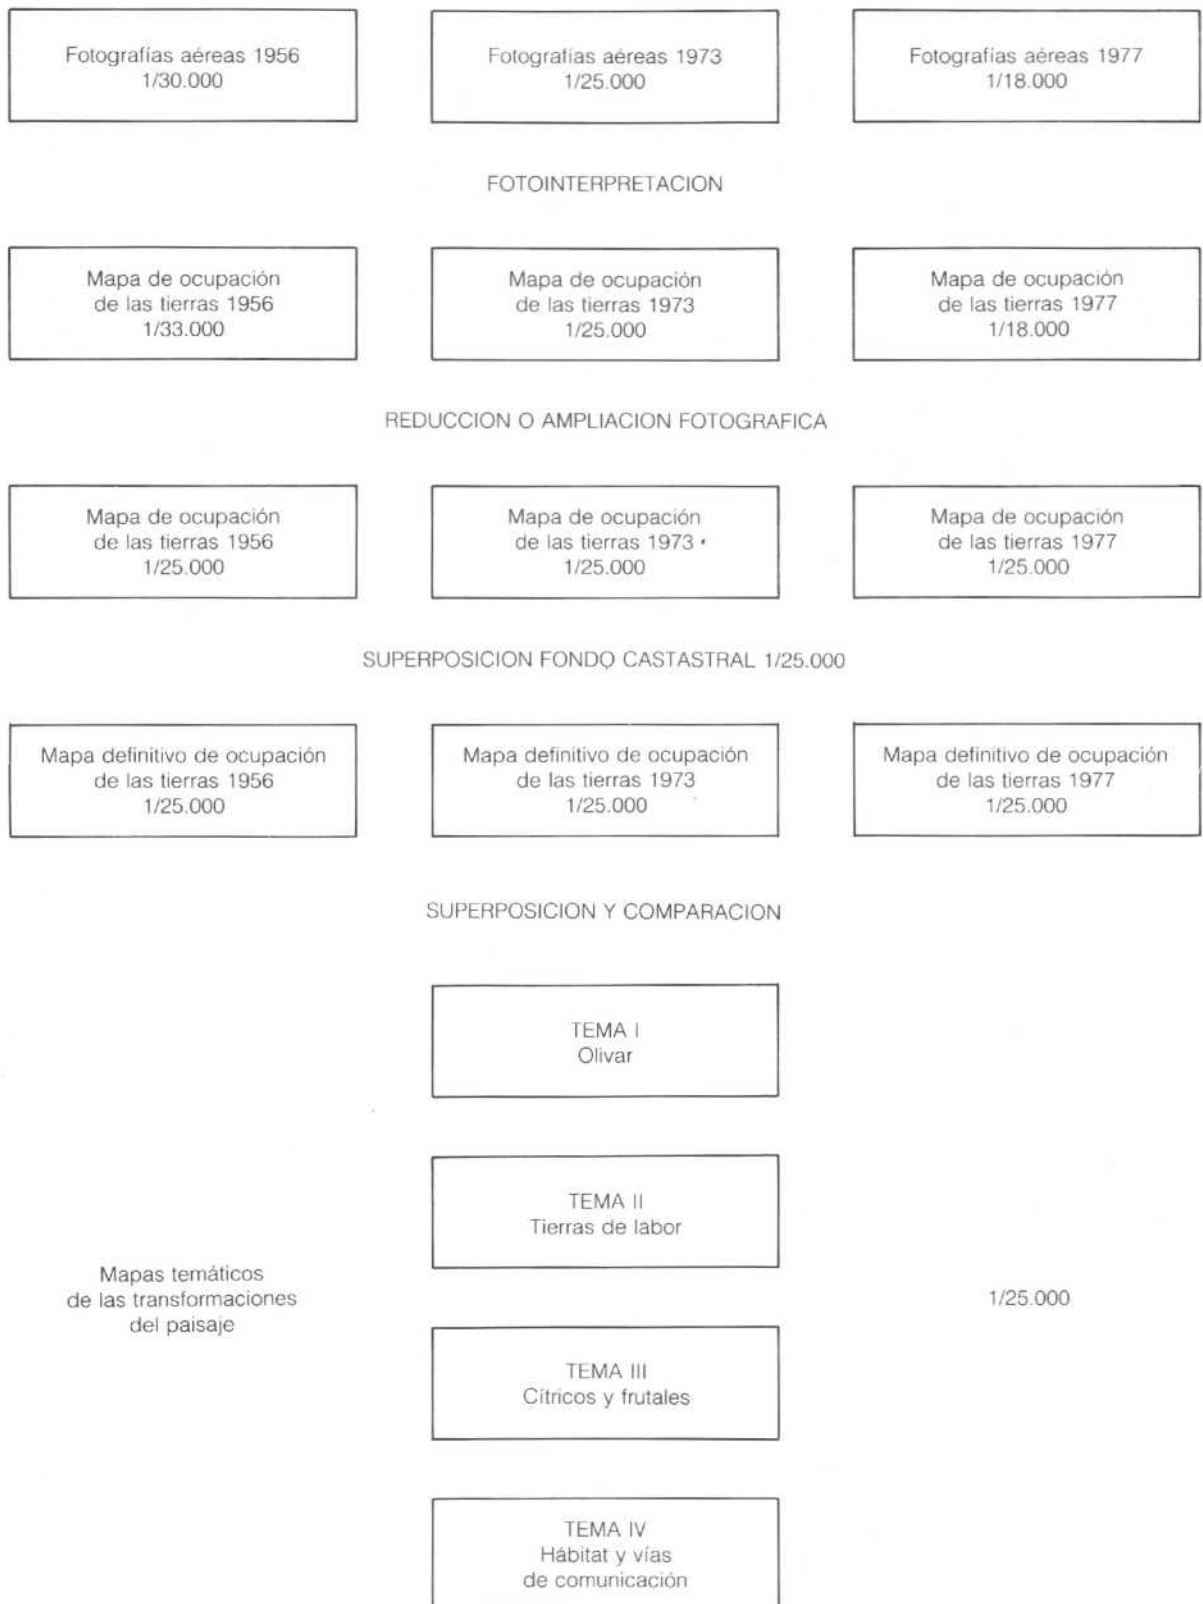 Fotografías aéreas 1956
1/30.000
Fotografías aéreas 1973
1/25.000
Fotografías aéreas 1977
1/18.000
FOTOINTERPRETACION
Mapa de ocupación
de las tierras 1956
1/33.000
Mapa de ocupación
de las tierras 1973
1/25.000
Mapa de ocupación
de las tierras 1977
1/18.000
REDUCCION O AMPLIACION FOTOGRAFICA
Mapa de ocupación
de las tierras 1956
1/25.000
Mapa de ocupación
de las tierras 1973
1/25.000
Mapa de ocupación
de las tierras 1977
1/25.000
SUPERPOSICION FONDO CASTASTRAL 1/25.000
Mapa definitivo de ocupación
de las tierras 1956
1/25.000
Mapa definitivo de ocupación
de las tierras 1973
1/25.000
Mapa definitivo de ocupación
de las tierras 1977
1/25.000
SUPERPOSICION Y COMPARACION
TEMA I
Olivar
TEMA II
Tierras de labor
Mapas temáticos
de las transformaciones
del paisaje
1/25.000
TEMA III
Cítricos y frutales
TEMA IV
Hábitat y vías
de comunicación